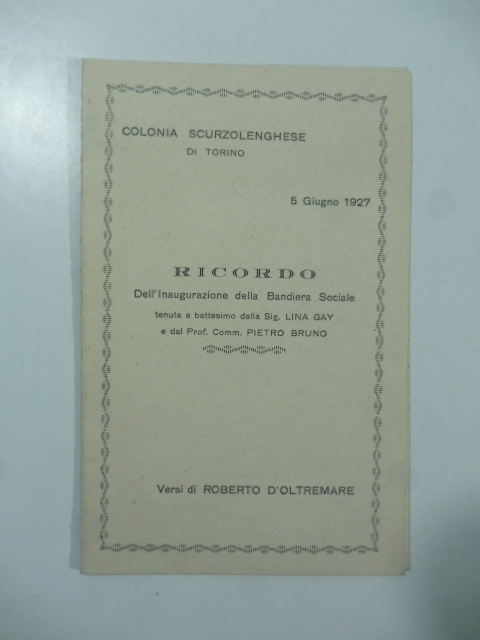 COLONIA SCURZOLENGHESE
DI TORINO
5 Giugno 1927
RICORDO
Dell'Inaugurazione della Bandiera Sociale
tenuta a battesimo dalla Sig. LINA GAY
e dal Prof. Comm. PIETRO BRUNO
Versi di ROBERTO D'OLTREMARE